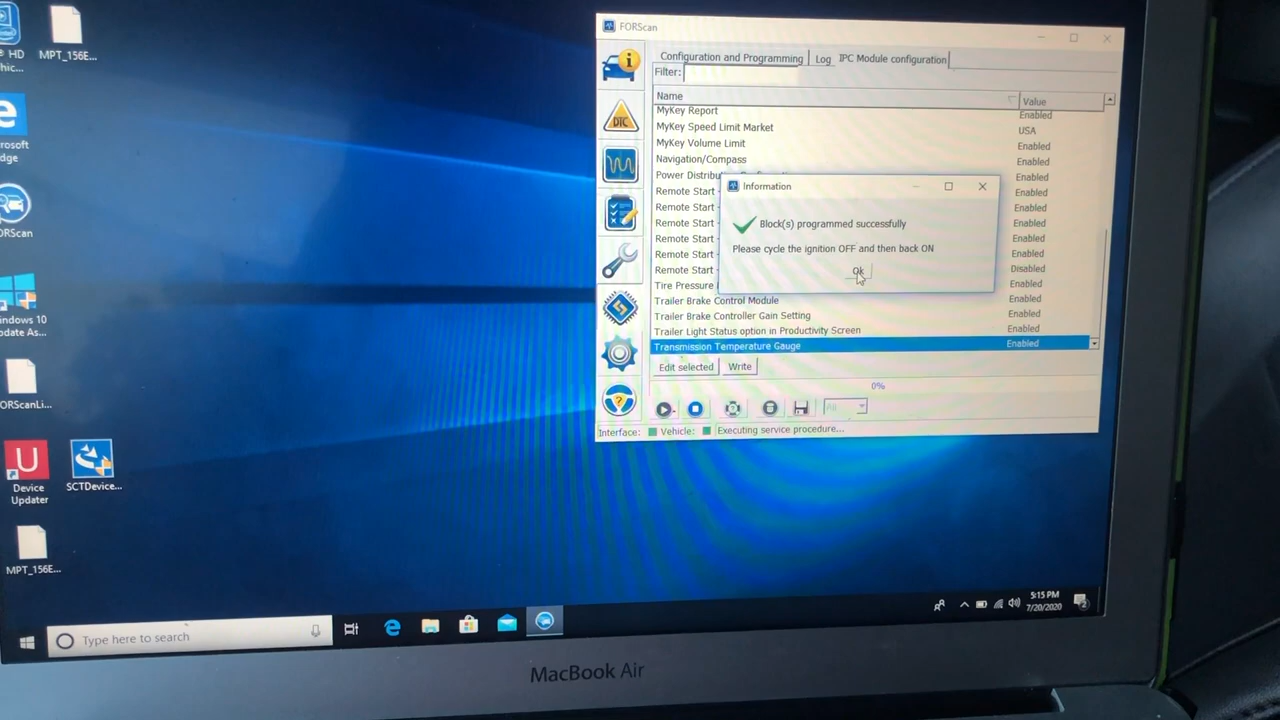 HD
hic...
MPT_156E...
rosoft
dge
ORScan
indows 10
pdate As...
ORScanLi...
Device
Updater
SCTDevice...
MPT_156E...
FORScan
DTC
Configuration and Programming
Log
IPC Module configuration
Filter:
Name
Value
MyKey Report Enabled
MyKey Speed Limit Market USA
MyKey Volume Limit Enabled
Navigation/Compass Enabled
Power Distribu Enabled
Remote Start - Enabled
Remote Start - Enabled
Remote Start - Enabled
Remote Start - Enabled
Remote Start - Enabled
Remote Start - Disabled
Tire Pressure Enabled
Trailer Brake Control Module Enabled
Trailer Brake Controller Gain Setting Enabled
Trailer Light Status option in Productivity Screen Enabled
Transmission Temperature Gauge Enabled
Information
Block(s) programmed successfully
Please cycle the ignition OFF and then back ON
Ok
Edit selected
Write
0%
All
Interface: Vehicle: Executing service procedure...
Type here to search
5:15 PM
7/20/2020
2
MacBook Air